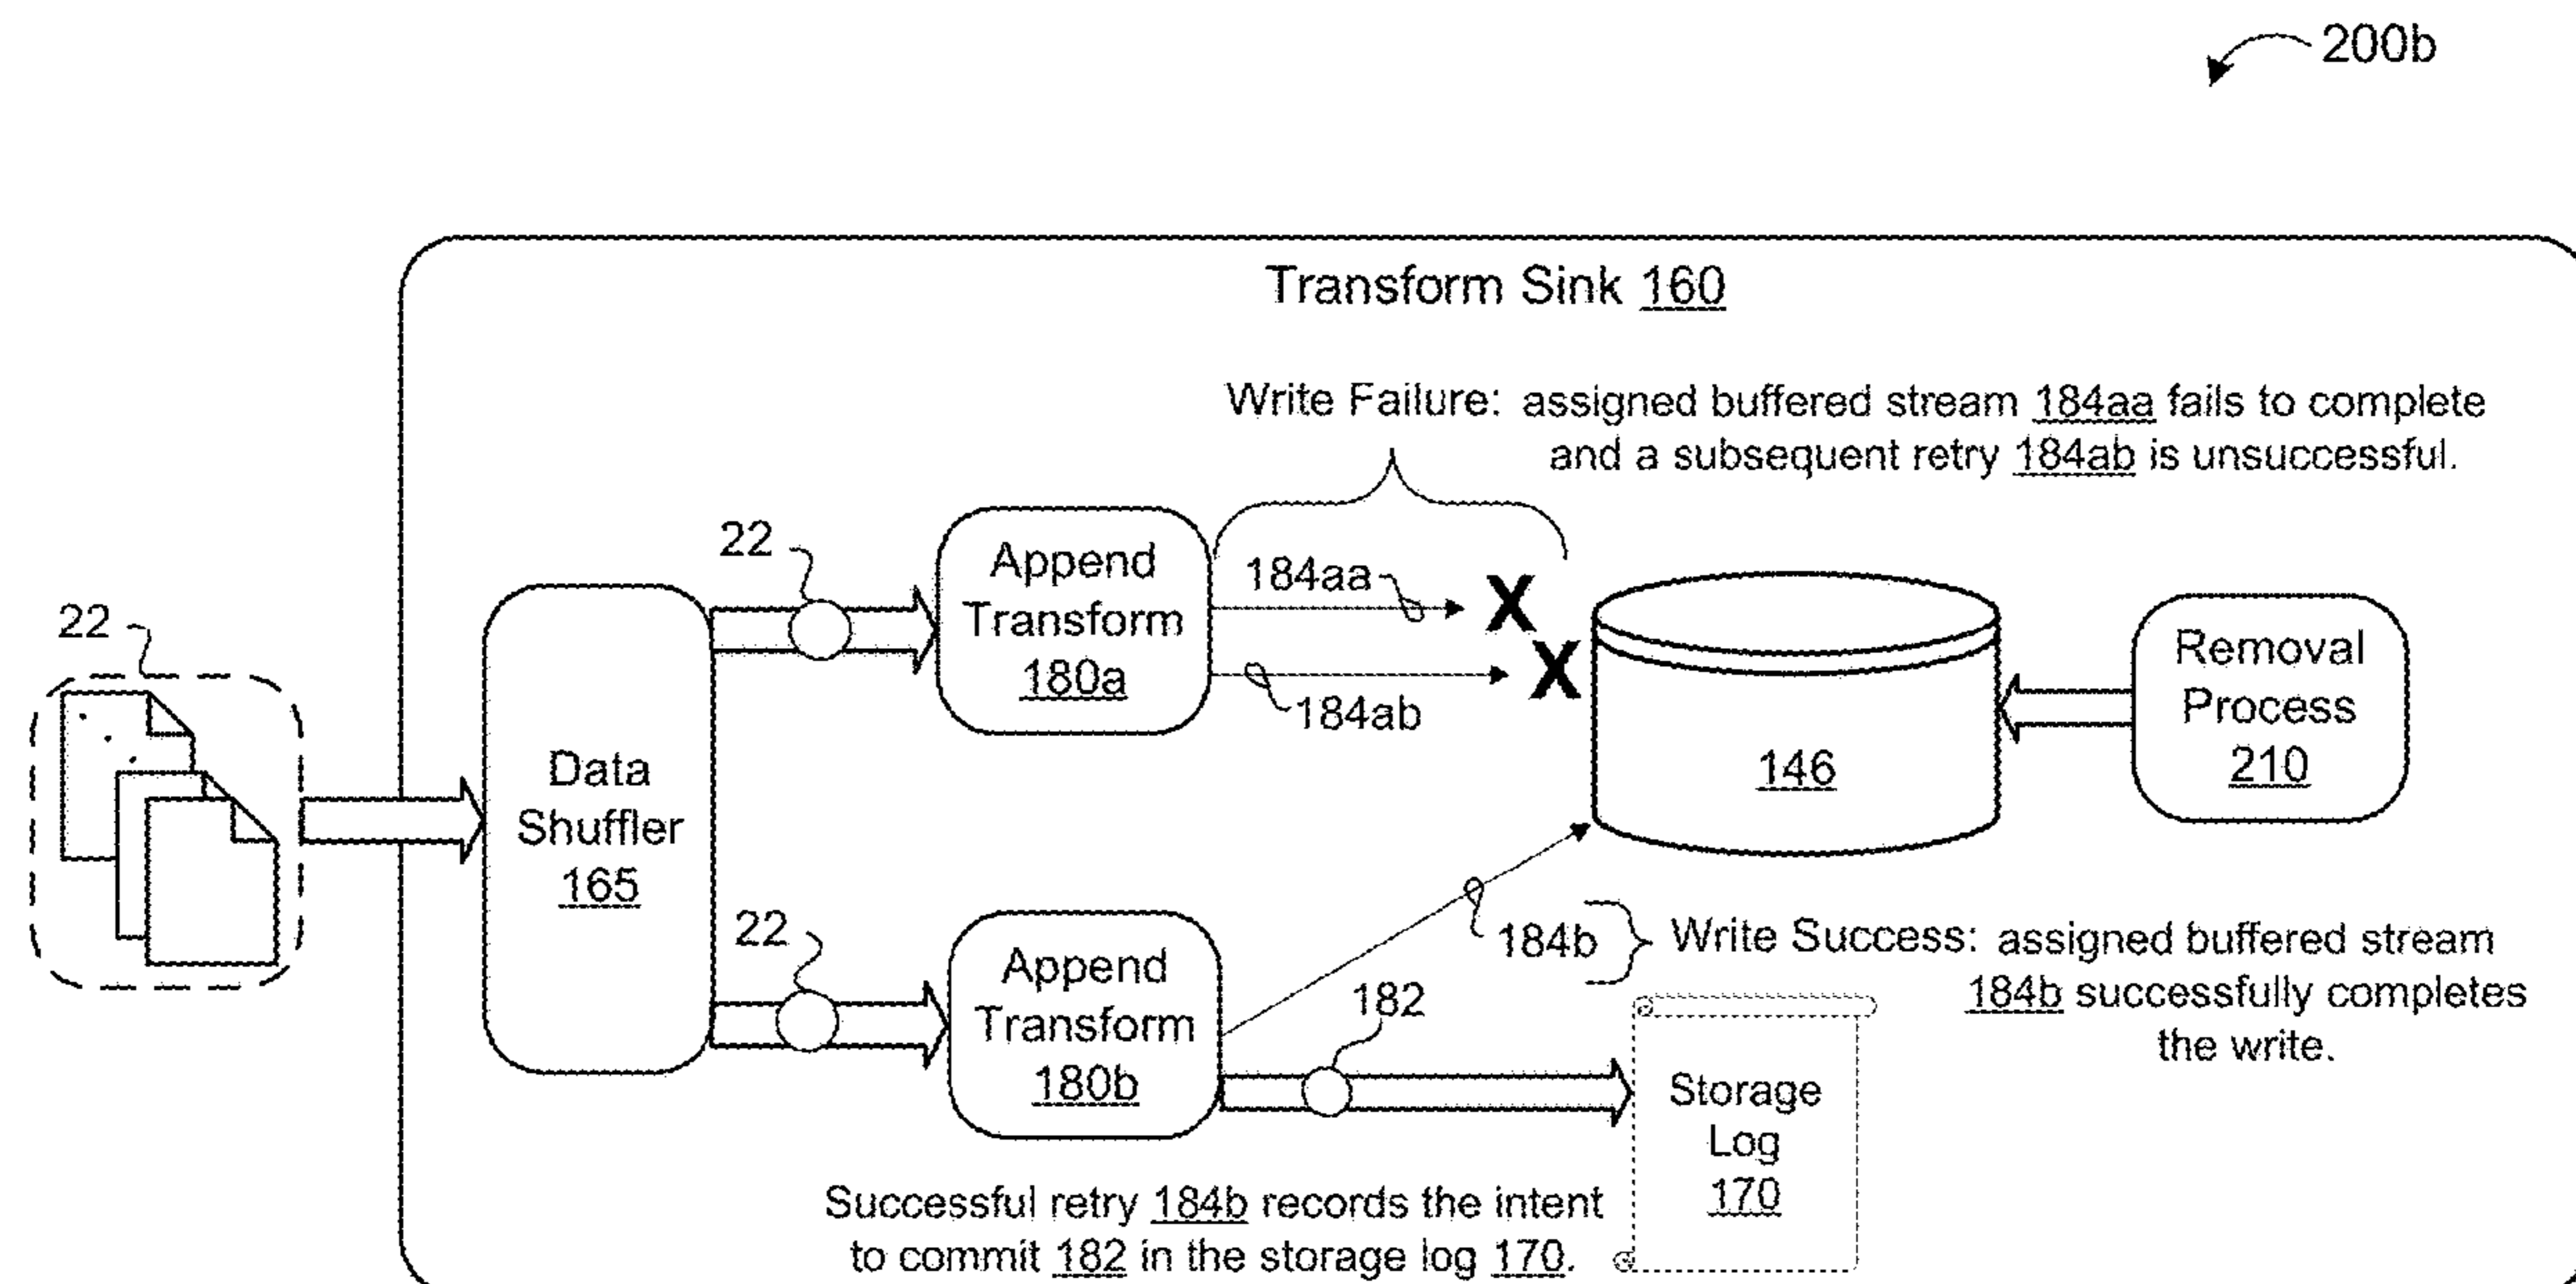 200b
Transform Sink 160
Write Failure: assigned buffered stream 184aa fails to complete
and a subsequent retry 184ab is unsuccessful.
22
Append
Transform
180a
184aa
184ab
22
Data
Shuffler
165
146
Removal
Process
210
22
Append
Transform
180b
184b
Write Success: assigned buffered stream
184b successfully completes
the write.
182
Storage
Log
170
Successful retry 184b records the intent
to commit 182 in the storage log 170.